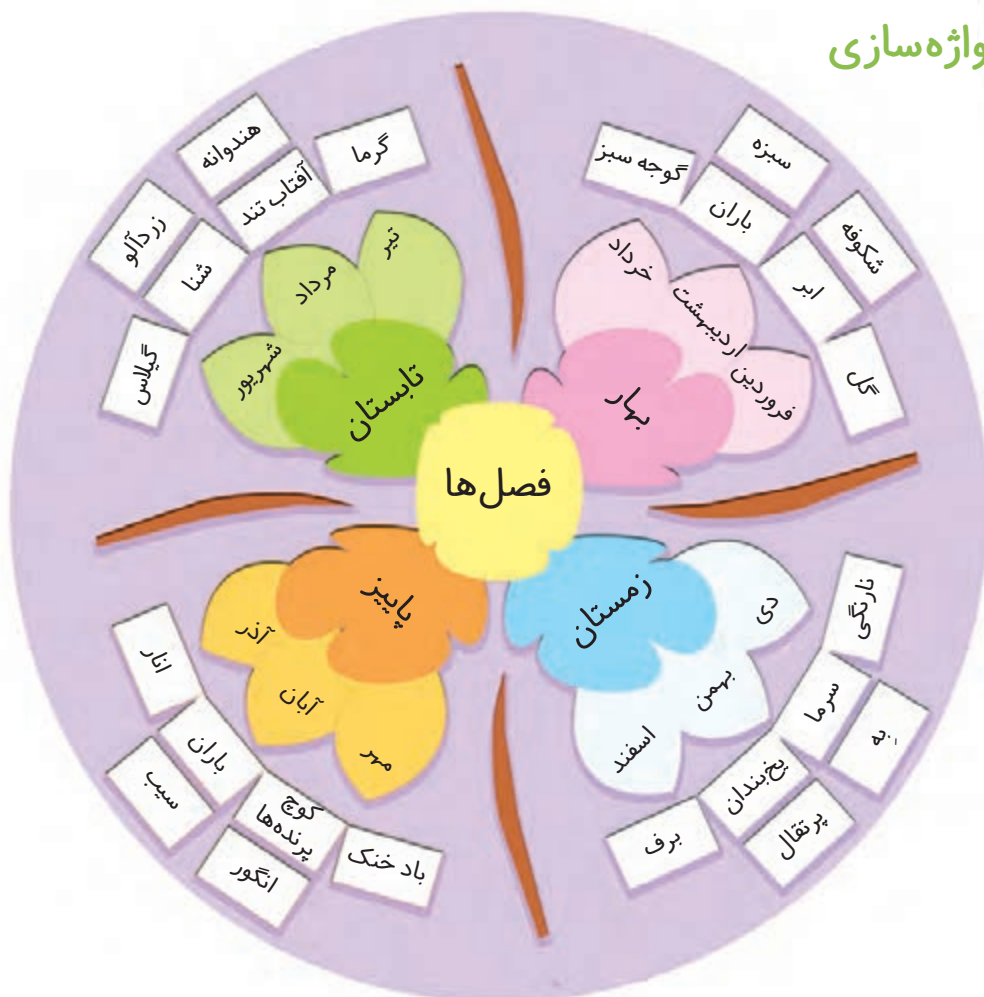 واژه‌سازی
فصل‌ها
بهار
فروردین
اردیبهشت
خرداد
گوجه سبز
سبزه
باران
شکوفه
ابر
گل
تابستان
تیر
مرداد
شهریور
گرما
هندوانه
آفتاب تند
زردآلو
شنا
گیلاس
پاییز
مهر
آبان
آذر
انار
باران
سیب
کوچ
پرنده‌ها
انگور
باد خنک
زمستان
دی
بهمن
اسفند
نارنگی
سرما
بِه
یخ‌بندان
پرتقال
برف